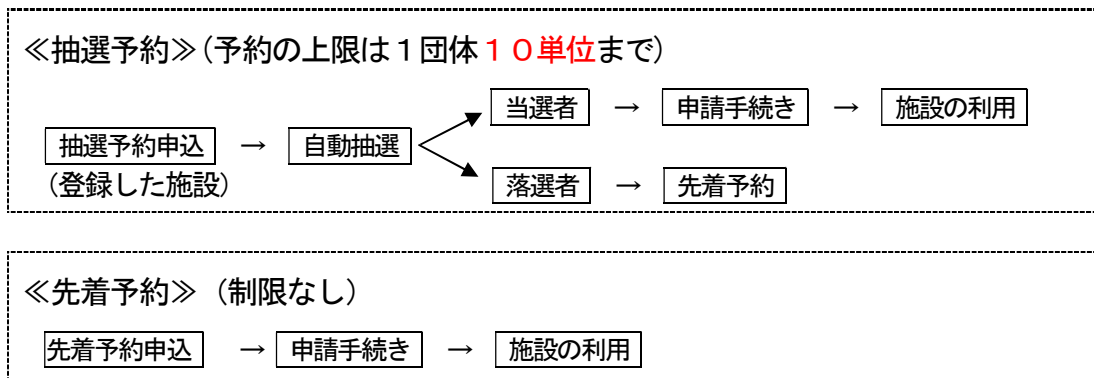 ≪抽選予約≫(予約の上限は1団体10単位まで)
当選者 → 申請手続き → 施設の利用
抽選予約申込 → 自動抽選
(登録した施設)
落選者 → 先着予約
≪先着予約≫(制限なし)
先着予約申込 → 申請手続き → 施設の利用